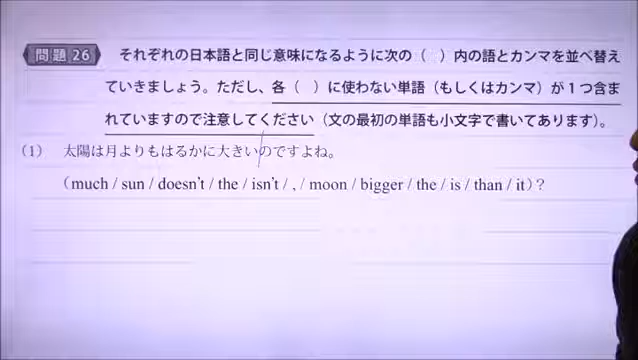 問題 26 それぞれの日本語と同じ意味になるように次の（ ）内の語とカンマを並べ替え
ていきましょう。ただし、各（ ）に使わない単語（もしくはカンマ）が1つ含ま
れていますので注意してください（文の最初の単語も小文字で書いてあります）。
(1) 太陽は月よりもはるかに大きいのですよね。
(much / sun / doesn't / the / isn't / , / moon / bigger / the / is / than / it) ?